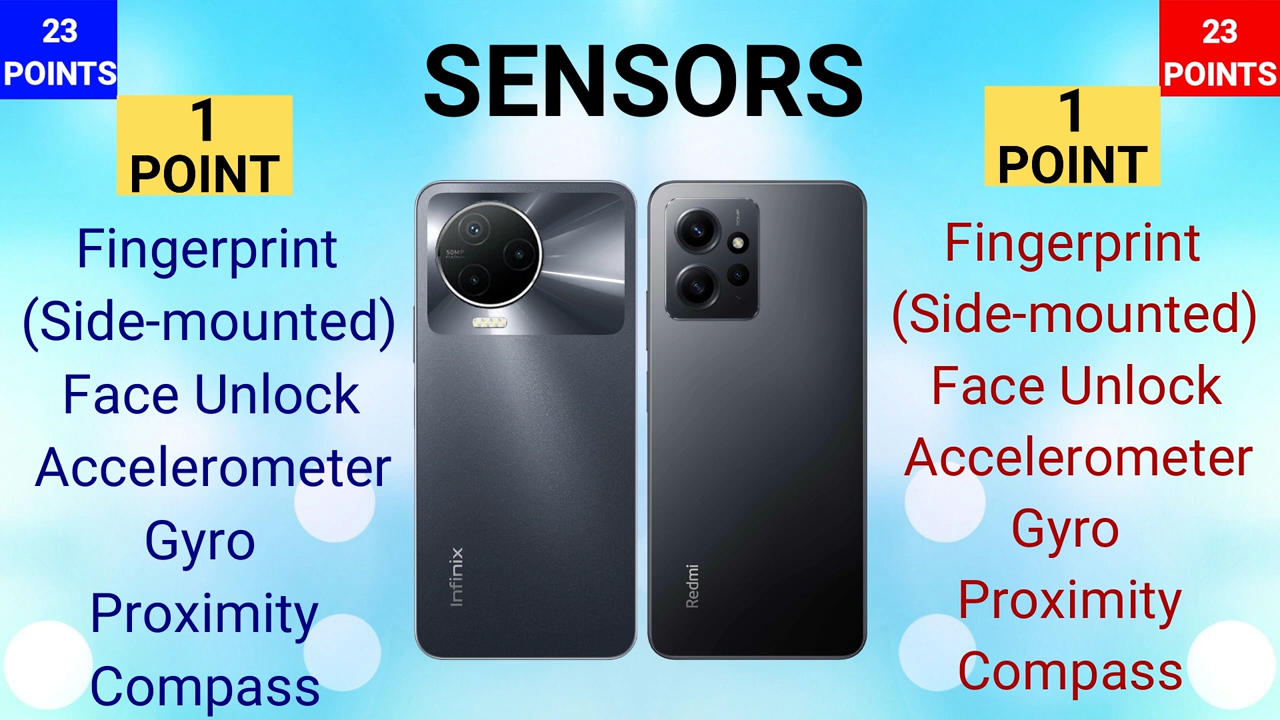 23
POINTS
SENSORS
23
POINTS
1
POINT
1
POINT
Fingerprint
(Side-mounted)
Face Unlock
Accelerometer
Gyro
Proximity
Compass
50MP
Infinix
Redmi
Fingerprint
(Side-mounted)
Face Unlock
Accelerometer
Gyro
Proximity
Compass